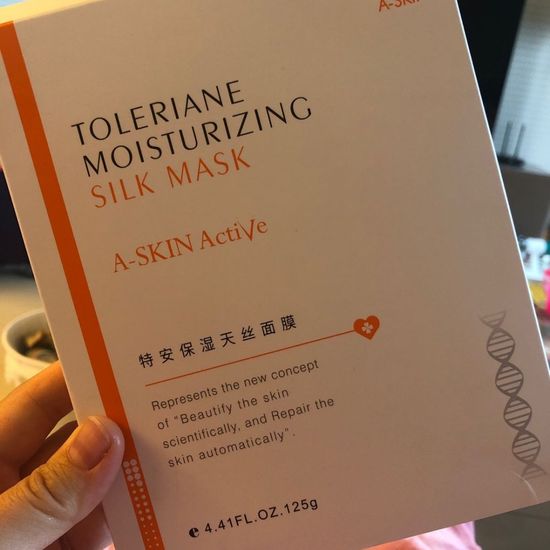 TOLERIANE
MOISTURIZING
SILK MASK
A-SKIN Active
特安保湿天丝面膜
Represents the new concept
of "Beautify the skin
scientifically, and Repair the
skin automatically".
℮ 4.41FL.OZ.125g